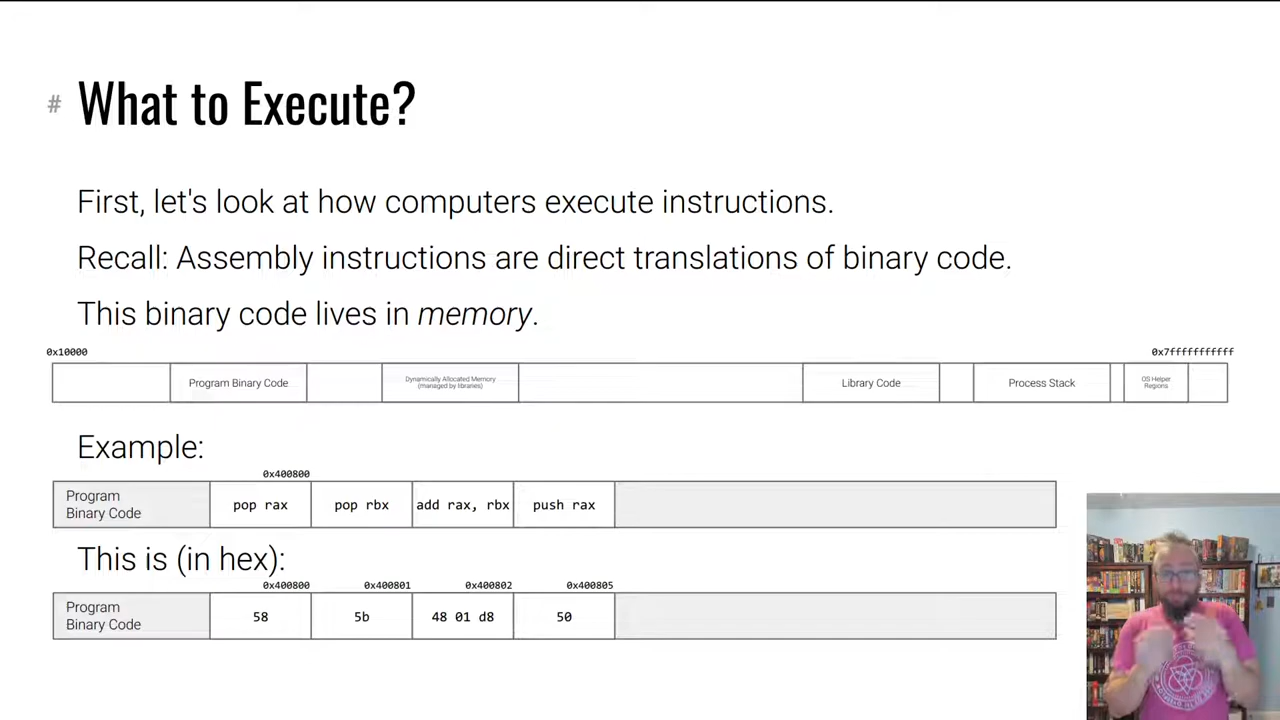 # What to Execute?
First, let's look at how computers execute instructions.
Recall: Assembly instructions are direct translations of binary code.
This binary code lives in memory.
0x10000 0x7fffffffffff
Program Binary Code
Dynamically Allocated Memory
(managed by libraries)
Library Code
Process Stack
OS Helper
Regions
Example:
0x400800
Program
Binary Code
pop rax
pop rbx
add rax, rbx
push rax
This is (in hex):
0x400800 0x400801 0x400802 0x400805
Program
Binary Code
58
5b
48 01 d8
50